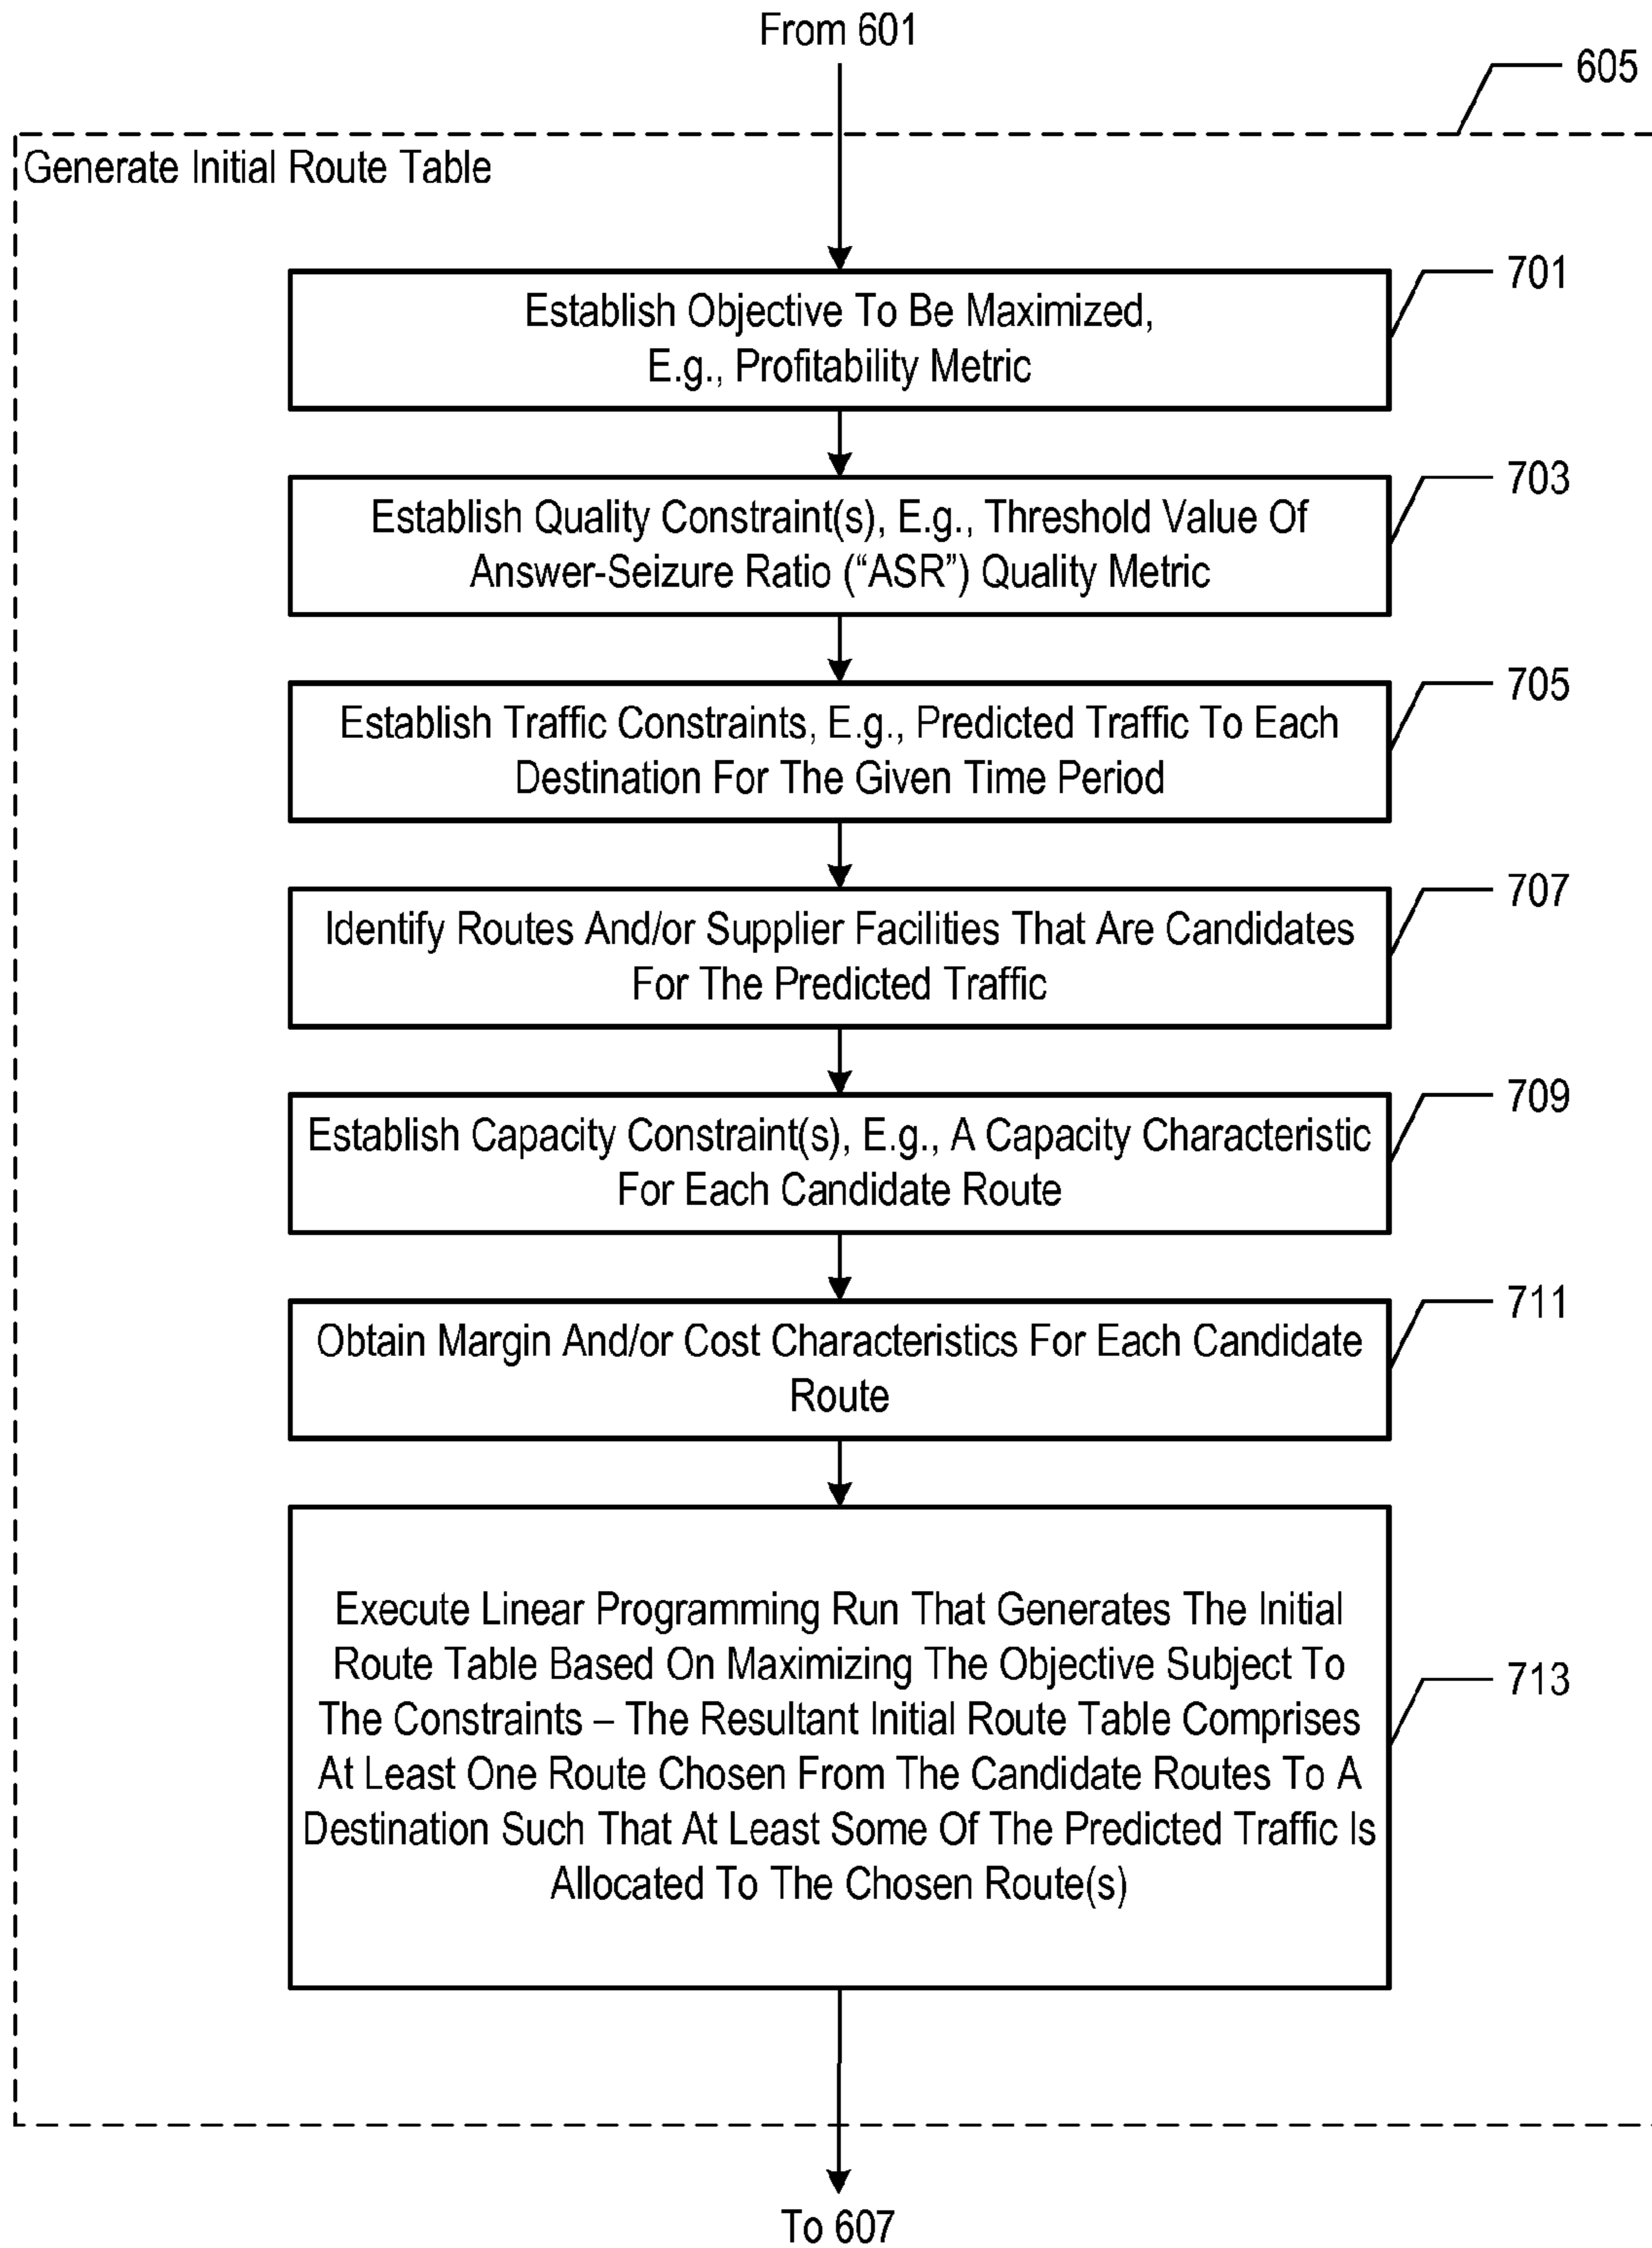 From 601
605
Generate Initial Route Table
701
Establish Objective To Be Maximized,
E.g., Profitability Metric
703
Establish Quality Constraint(s), E.g., Threshold Value Of
Answer-Seizure Ratio (“ASR”) Quality Metric
705
Establish Traffic Constraints, E.g., Predicted Traffic To Each
Destination For The Given Time Period
707
Identify Routes And/or Supplier Facilities That Are Candidates
For The Predicted Traffic
709
Establish Capacity Constraint(s), E.g., A Capacity Characteristic
For Each Candidate Route
711
Obtain Margin And/or Cost Characteristics For Each Candidate
Route
Execute Linear Programming Run That Generates The Initial
Route Table Based On Maximizing The Objective Subject To
713
The Constraints – The Resultant Initial Route Table Comprises
At Least One Route Chosen From The Candidate Routes To A
Destination Such That At Least Some Of The Predicted Traffic Is
Allocated To The Chosen Route(s)
To 607